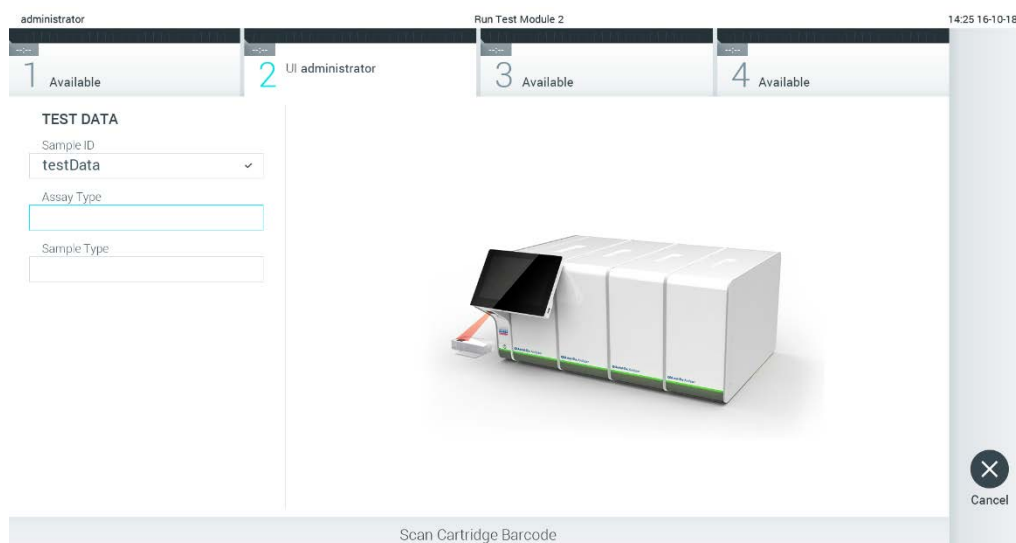 administrator Run Test Module 2 14:25 16-10-18
--:-- --:-- --:-- --:--
1 Available 2 UI administrator 3 Available 4 Available
TEST DATA
Sample ID
testData
Assay Type
Sample Type
Cancel
Scan Cartridge Barcode